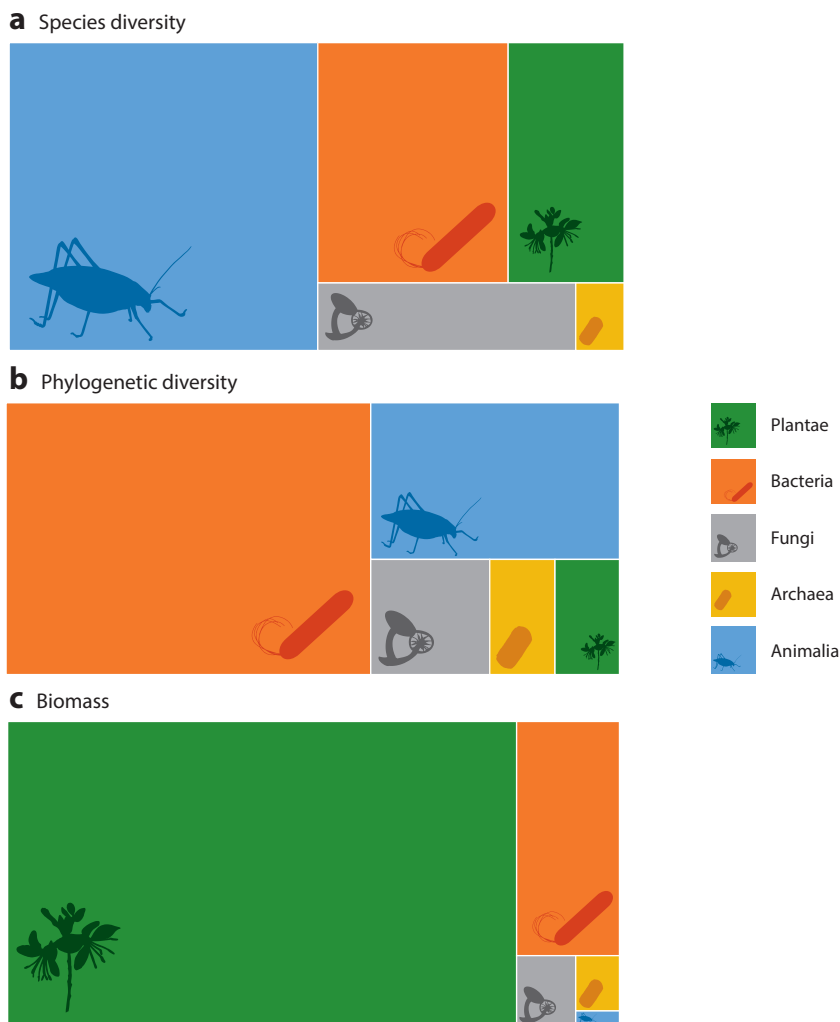 a Species diversity
b Phylogenetic diversity
Plantae
Bacteria
Fungi
Archaea
Animalia
c Biomass